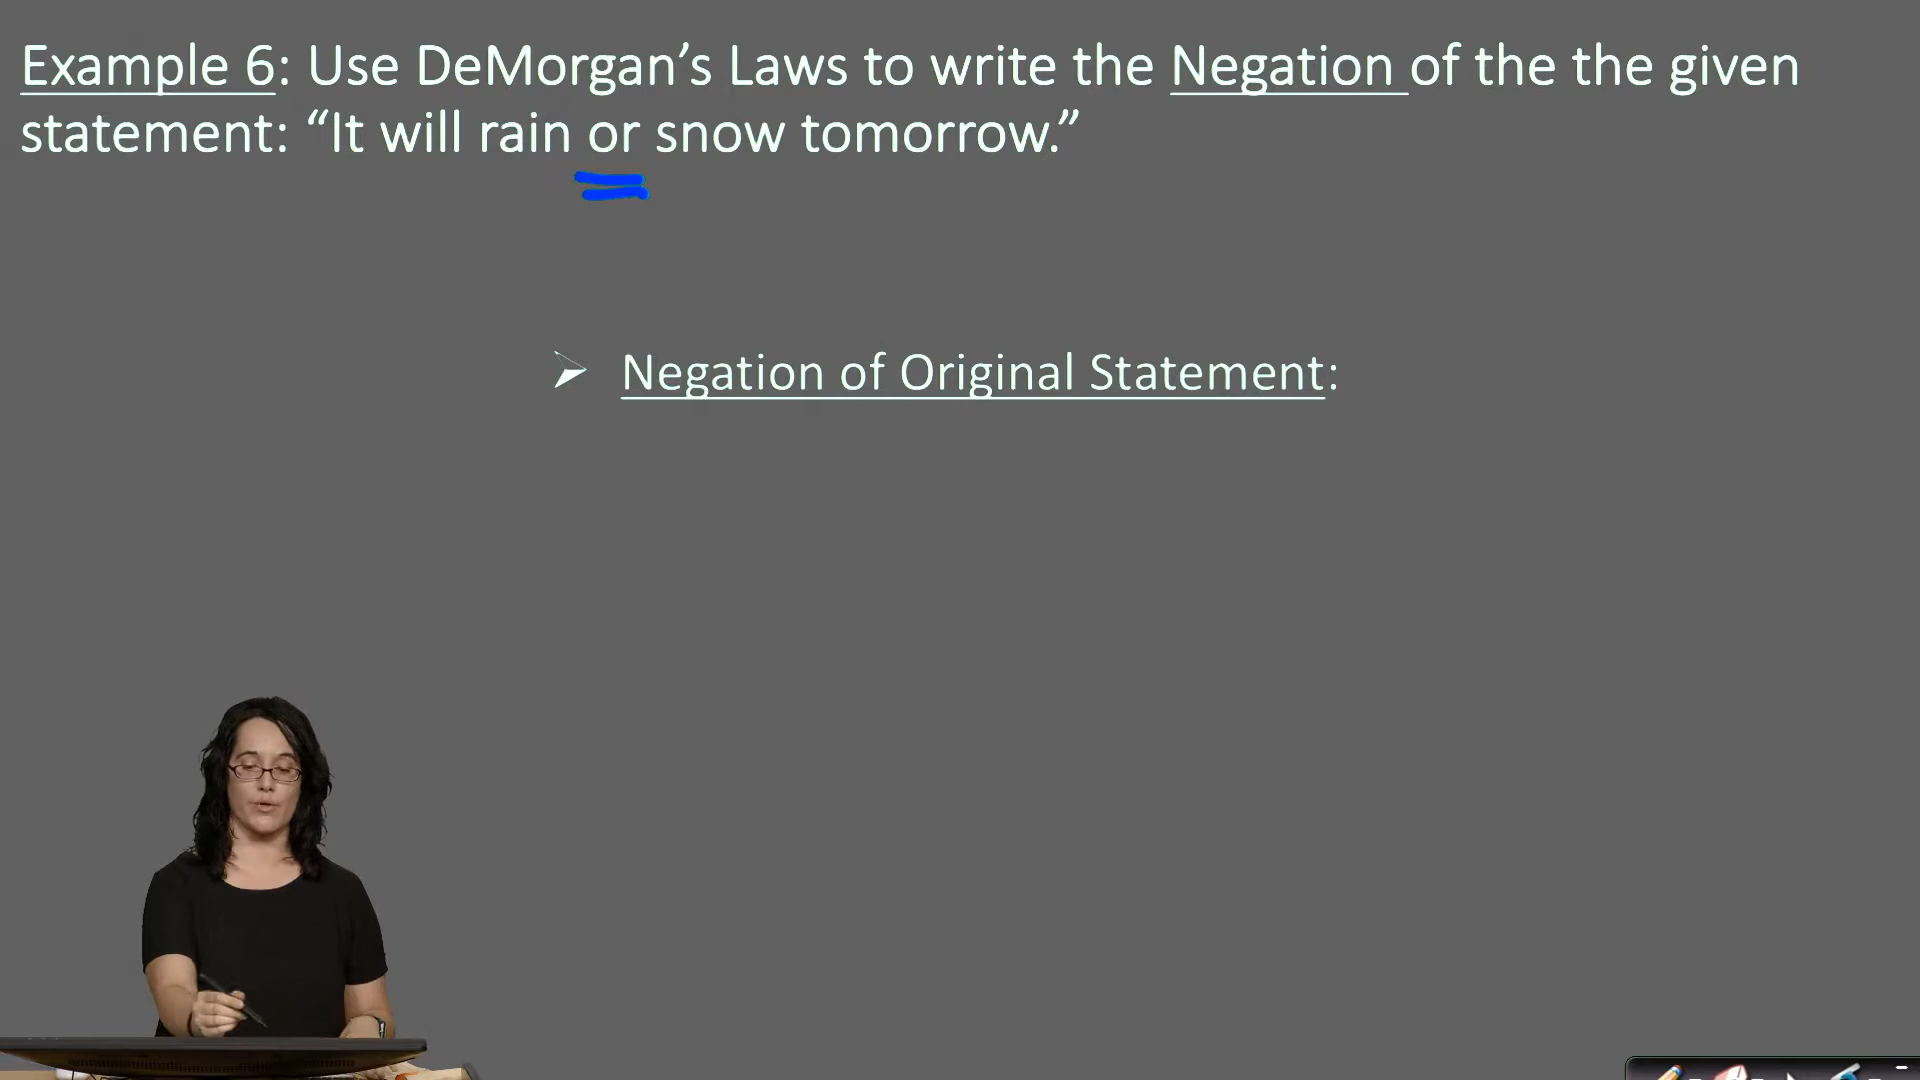 Example 6: Use DeMorgan’s Laws to write the Negation of the the given
statement: “It will rain or snow tomorrow.”
Negation of Original Statement: